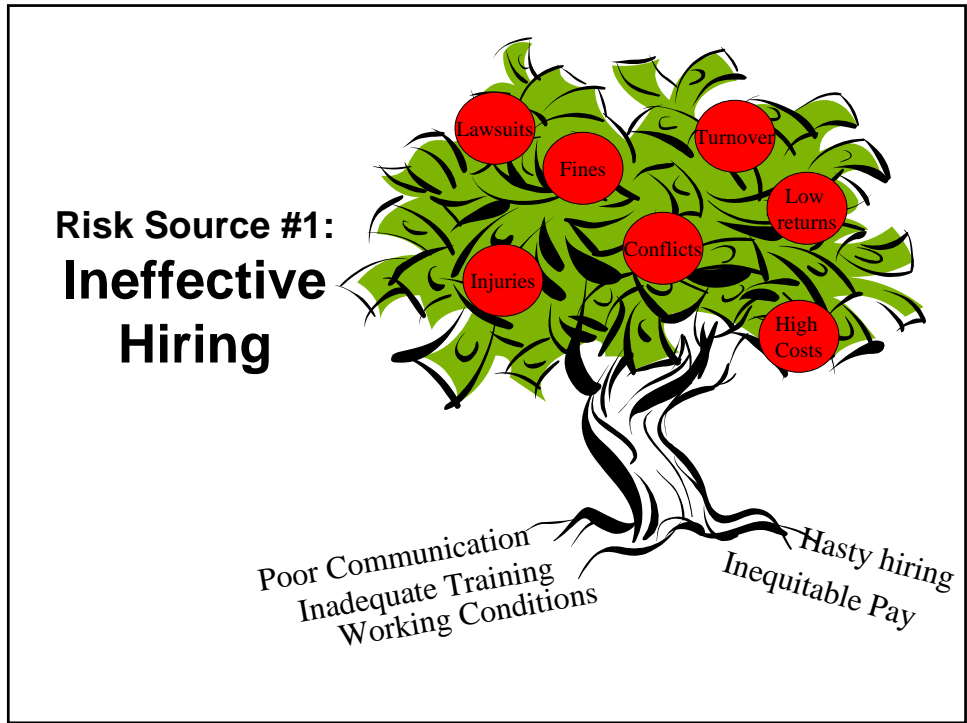 Risk Source #1:
Ineffective
Hiring
Lawsuits
Fines
Turnover
Low
returns
Conflicts
Injuries
High
Costs
Poor Communication
Inadequate Training
Working Conditions
Hasty hiring
Inequitable Pay